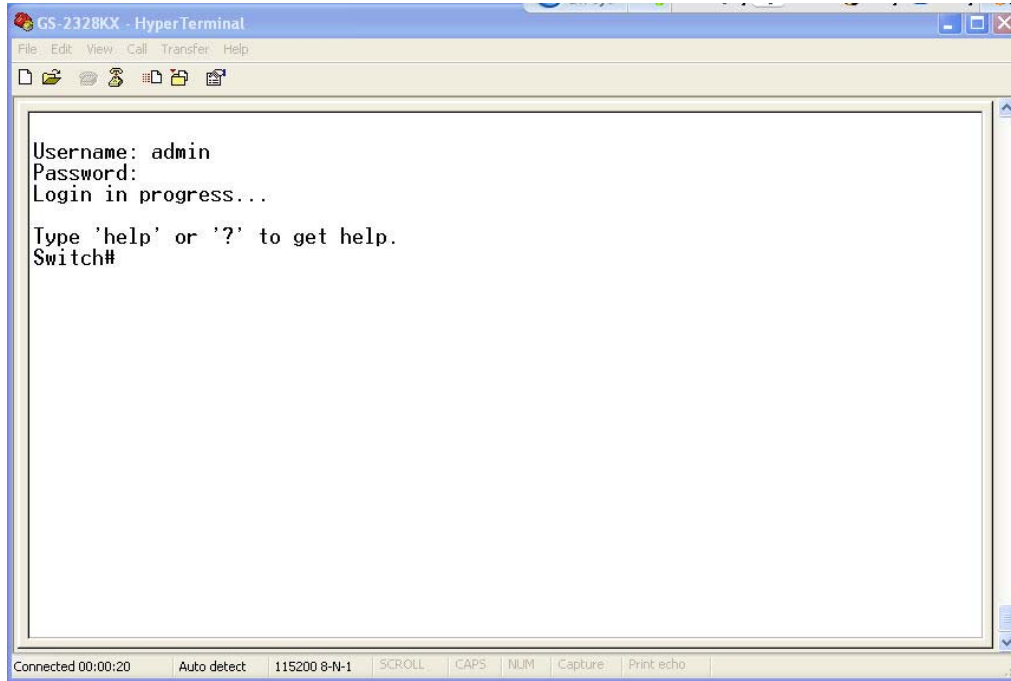 GS-2328KX - HyperTerminal
File Edit View Call Transfer Help
Username: admin
Password:
Login in progress...
Type 'help' or '?' to get help.
Switch#
Connected 00:00:20 Auto detect 115200 8-N-1 SCROLL CAPS NUM Capture Print echo